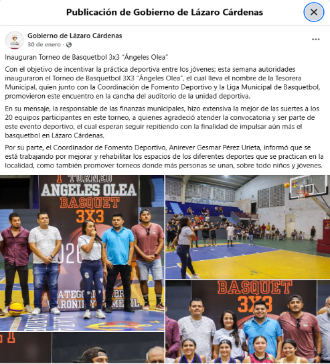 Publicación de Gobierno de Lázaro Cárdenas
Gobierno de Lázaro Cárdenas
30 de enero ·
Inauguran Torneo de Basquetbol 3x3 "Ángeles Olea"
Con el objetivo de incentivar la práctica deportiva entre los jóvenes; esta semana autoridades
inauguraron el Torneo de Basquetbol 3X3 "Ángeles Olea", el cual lleva el nombre de la Tesorera
Municipal, quien junto con la Coordinación de Fomento Deportivo y la Liga Municipal de Basquetbol,
promovieron este encuentro en la cancha del auditorio de la unidad deportiva.
En su mensaje, la responsable de las finanzas municipales, hizo extensiva la mejor de las suertes a los
20 equipos participantes en este torneo, a quienes agradeció atender la convocatoria y ser parte de
este evento deportivo, el cual esperan seguir repitiendo con la finalidad de impulsar aún más el
basquetbol en Lázaro Cárdenas.
Por su parte, el Coordinador de Fomento Deportivo, Anirever Gesmar Pérez Urieta, informó que se
está trabajando por mejorar y rehabilitar los espacios de los diferentes deportes que se practican en la
localidad, como también promover torneos donde más personas se unan, sobre todo niños y jóvenes.
I TORNEO
ANGELES OLEA
BASQUET
3X3
BASQUET
3X3